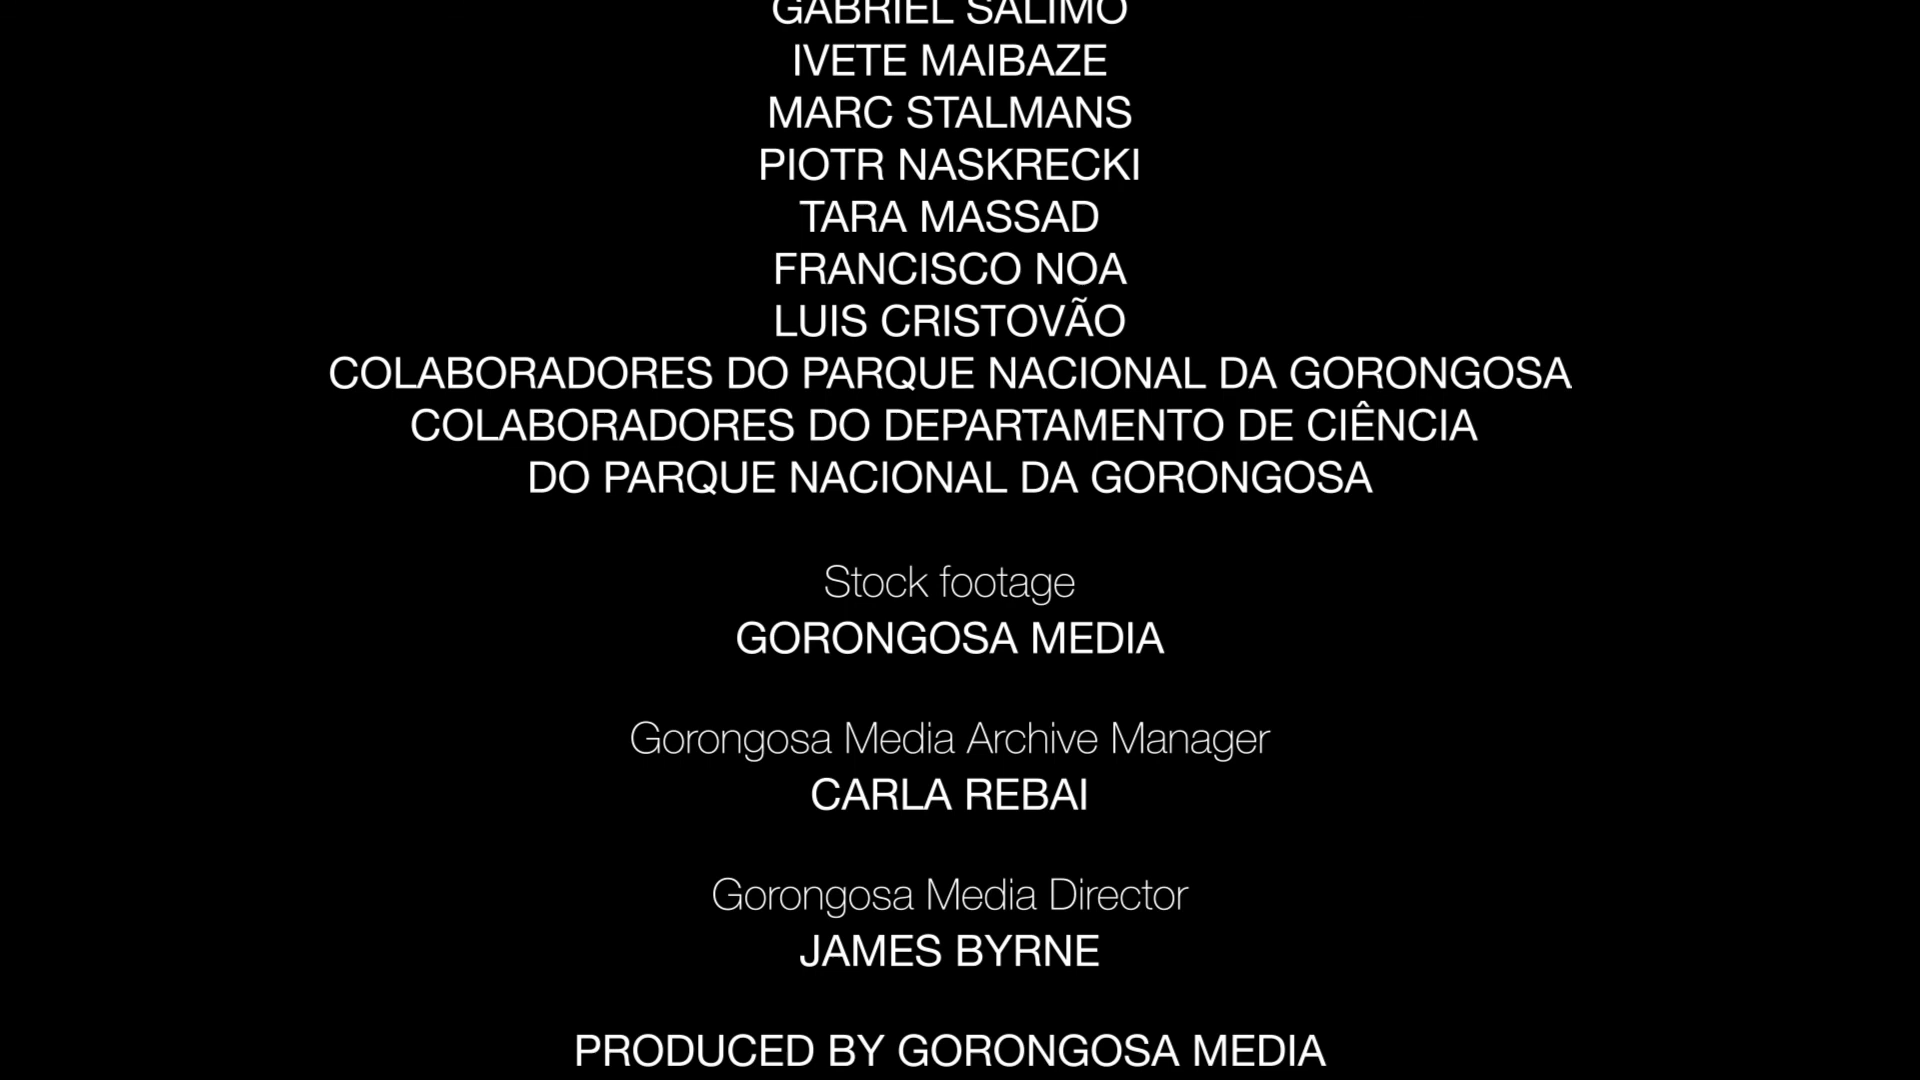 GABRIEL SALIMO
IVETE MAIBAZE
MARC STALMANS
PIOTR NASKRECKI
TARA MASSAD
FRANCISCO NOA
LUIS CRISTOVÃO
COLABORADORES DO PARQUE NACIONAL DA GORONGOSA
COLABORADORES DO DEPARTAMENTO DE CIÊNCIA
DO PARQUE NACIONAL DA GORONGOSA
Stock footage
GORONGOSA MEDIA
Gorongosa Media Archive Manager
CARLA REBAI
Gorongosa Media Director
JAMES BYRNE
PRODUCED BY GORONGOSA MEDIA